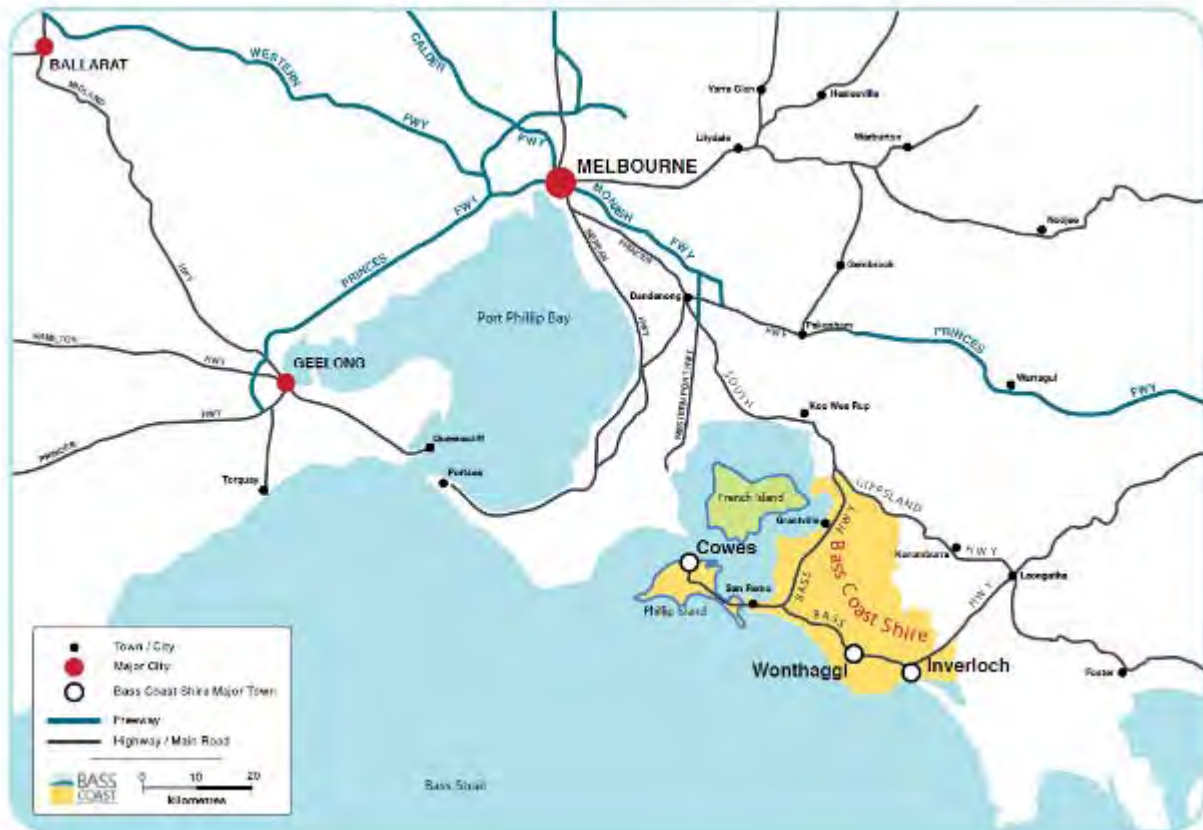 BALLARAT
MIDLAND
HWY
WESTERN
FWY
CALDER
FWY
MELBOURNE
Yarra Glen
Healesville
Lilydale
Warburton
Noojee
Gembrook
MONASH
FWY
PRINCES
FWY
PRINCES
NEPEAN
HWY
Dandenong
HWY
Pakenham
PRINCES
FWY
Warragul
Port Phillip Bay
HAMILTON
HWY
GEELONG
PRINCES
HWY
Torquay
Queenscliff
Portsea
WESTERN PORT HWY
SOUTH
Koo Wee Rup
GIPPSLAND
HWY
French Island
Grantville
Korumburra
Leongatha
HWY
Cowes
Phillip Island
San Remo
BASS
HWY
BASS
Bass Coast Shire
Wonthaggi
Inverloch
Foster
Bass Strait
Town / City
Major City
Bass Coast Shire Major Town
Freeway
Highway / Main Road
BASS
COAST
0 10 20
kilometres